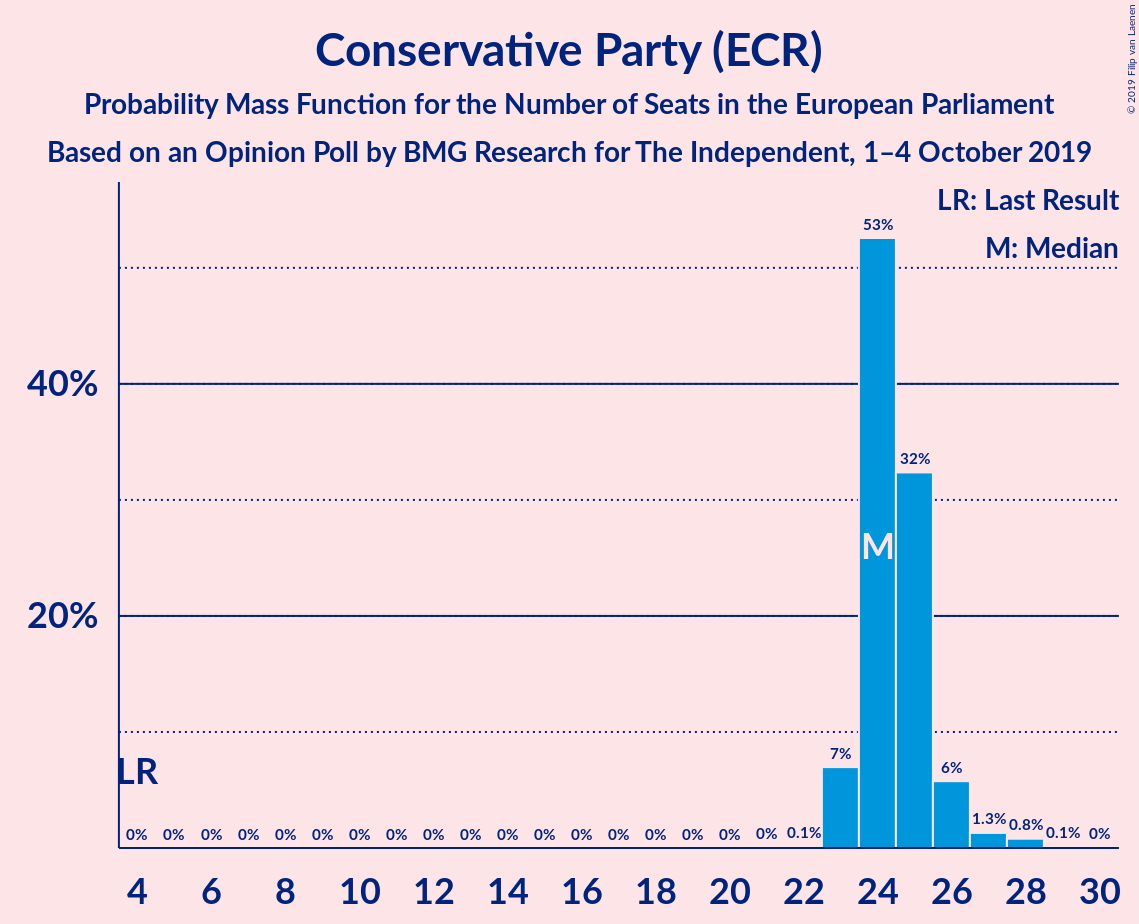 Conservative Party (ECR)
Probability Mass Function for the Number of Seats in the European Parliament
Based on an Opinion Poll by BMG Research for The Independent, 1–4 October 2019
© 2019 Filip van Laenen
LR: Last Result
M: Median
53%
40%
32%
M
20%
7%
6%
LR
0% 0% 0% 0% 0% 0% 0% 0% 0% 0% 0% 0% 0% 0% 0% 0% 0% 0% 0.1% 1.3% 0.8% 0.1% 0%
4 6 8 10 12 14 16 18 20 22 24 26 28 30